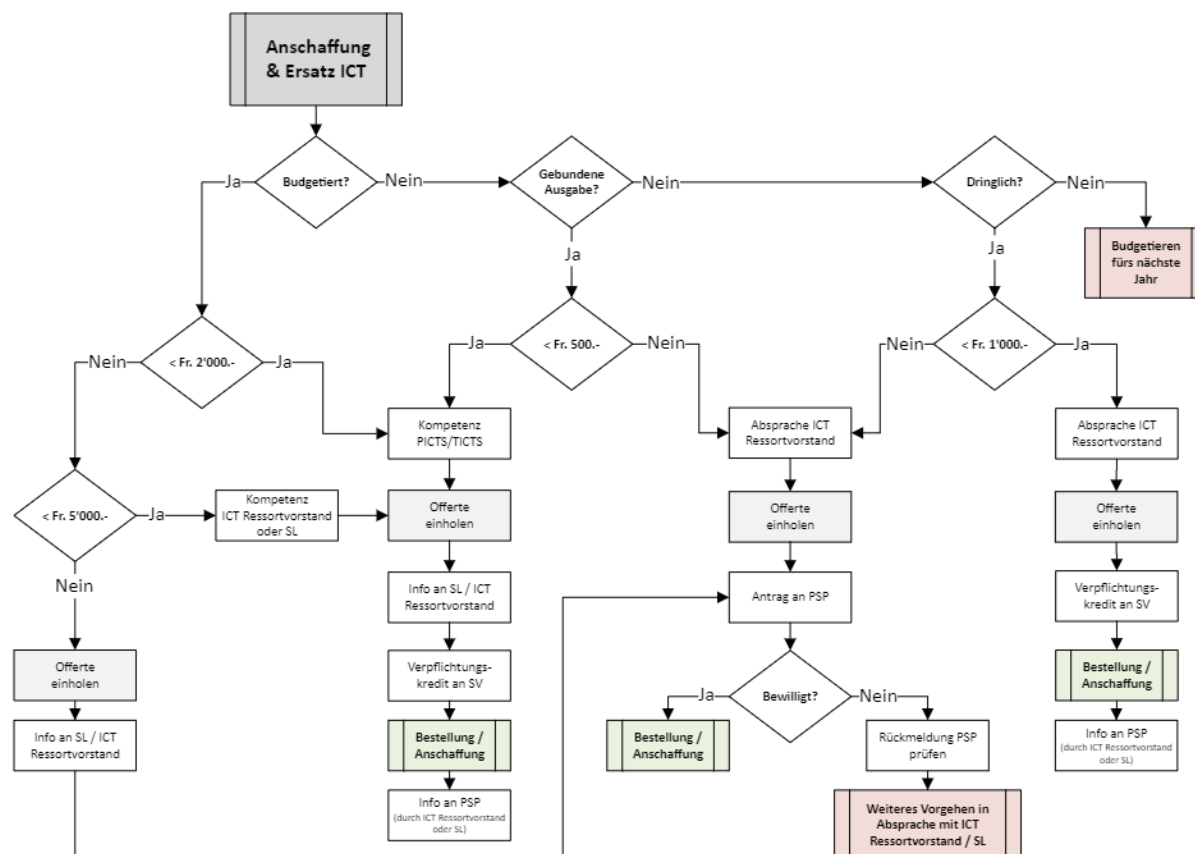 Anschaffung
& Ersatz ICT
Ja
Budgetiert?
Nein
Gebundene
Ausgabe?
Nein
Dringlich?
Nein
Ja
Ja
Budgetieren
fürs nächste
Jahr
Nein
< Fr. 2'000.-
Ja
Ja
< Fr. 500.-
Nein
Nein
< Fr. 1'000.-
Ja
Kompetenz
PICTS/TICTS
Absprache ICT
Ressortvorstand
Absprache ICT
Ressortvorstand
< Fr. 5'000.-
Ja
Kompetenz
ICT Ressortvorstand
oder SL
Offerte
einholen
Offerte
einholen
Offerte
einholen
Nein
Info an SL / ICT
Ressortvorstand
Antrag an PSP
Verpflichtungs-
kredit an SV
Offerte
einholen
Verpflichtungs-
kredit an SV
Ja
Bewilligt?
Nein
Bestellung /
Anschaffung
Info an SL / ICT
Ressortvorstand
Bestellung /
Anschaffung
Bestellung /
Anschaffung
Rückmeldung PSP
prüfen
Info an PSP
(durch ICT Ressortvorstand
oder SL)
Info an PSP
(durch ICT Ressortvorstand
oder SL)
Weiteres Vorgehen in
Absprache mit ICT
Ressortvorstand / SL